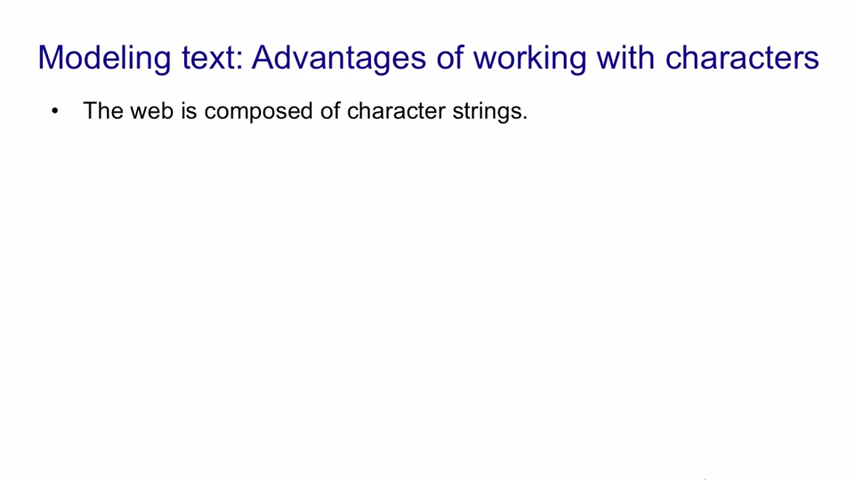 Modeling text: Advantages of working with characters
• The web is composed of character strings.